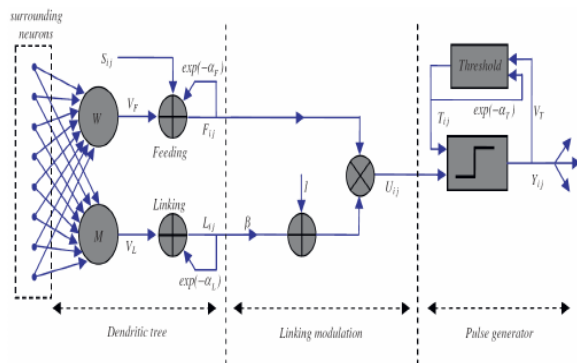 surrounding
neurons
S_ij
exp(-α_F)
W
V_F
F_ij
Feeding
Linking
M
V_L
L_ij
β
exp(-α_L)
1
U_ij
Threshold
exp(-α_T)
T_ij
V_T
Y_ij
Dendritic tree
Linking modulation
Pulse generator